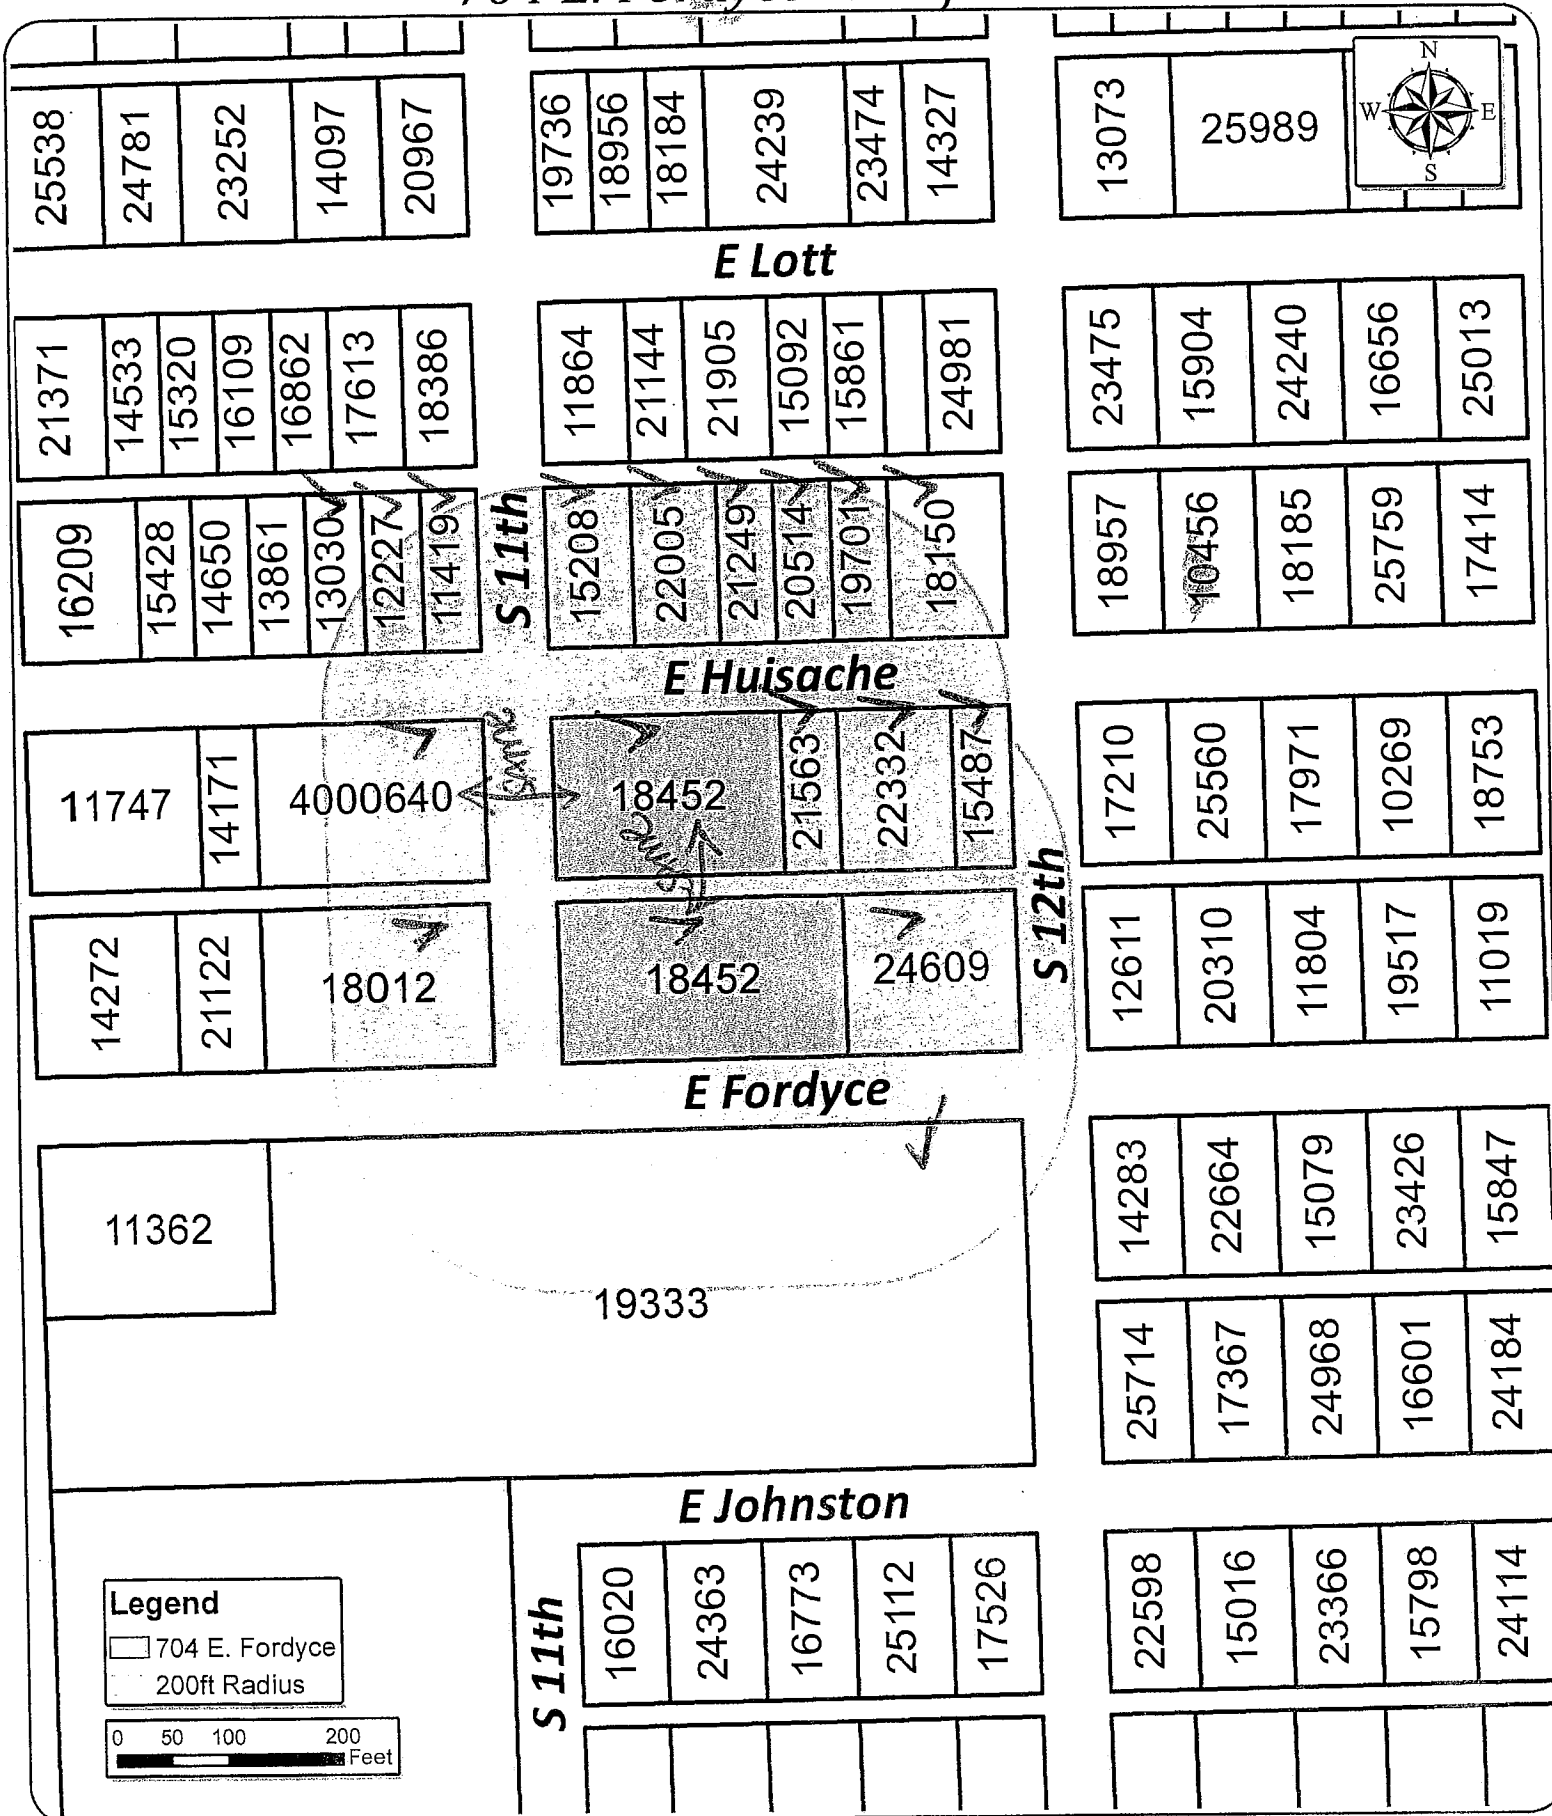 704 E. Fordyce
N
W E
S
25538 24781 23252 14097 20967 19736 18956 18184 24239 23474 14327 13073 25989
E Lott
21371 14533 15320 16109 16862 17613 18386 11864 21144 21905 15092 15861 24981 23475 15904 24240 16656 25013
16209 15428 14650 13861 13030 12227 11419 S 11th 15208 22005 21249 20514 19701 18150 18957 10456 18185 25759 17414
E Huisache
11747 14171 4000640 same 18452 21563 22332 15487 17210 25560 17971 10269 18753
same
14272 21122 18012 18452 24609 S 12th 12611 20310 11804 19517 11019
E Fordyce
11362 14283 22664 15079 23426 15847
19333
25714 17367 24968 16601 24184
E Johnston
S 11th 16020 24363 16773 25112 17526 22598 15016 23366 15798 24114
Legend
704 E. Fordyce
200ft Radius
0 50 100 200
Feet